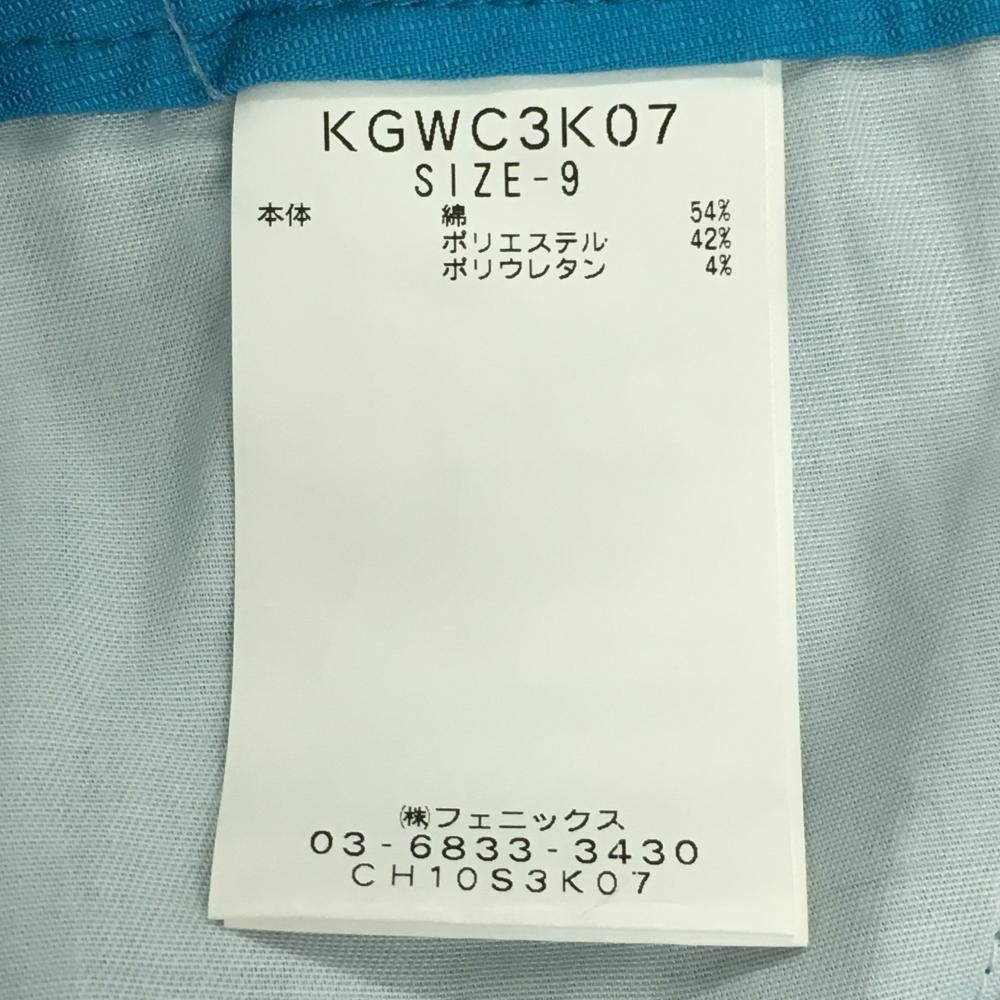 KGWC3K07
SIZE-9
本体 綿 54%
ポリエステル 42%
ポリウレタン 4%
㈱フェニックス
03-6833-3430
CH10S3K07